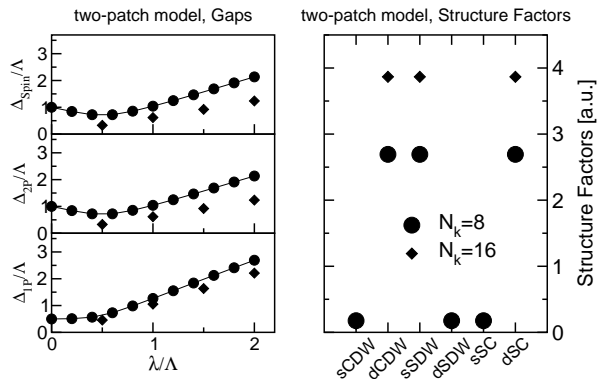 two-patch model, Gaps
Δ_Spin/Λ
3
2
1
0
Δ_2P/Λ
3
2
1
0
Δ_1P/Λ
3
2
1
0
0 1 2
λ/Λ
two-patch model, Structure Factors
4
3
2
1
0
Structure Factors [a.u.]
N_k=8
N_k=16
sCDW
dCDW
sSDW
dSDW
sSC
dSC